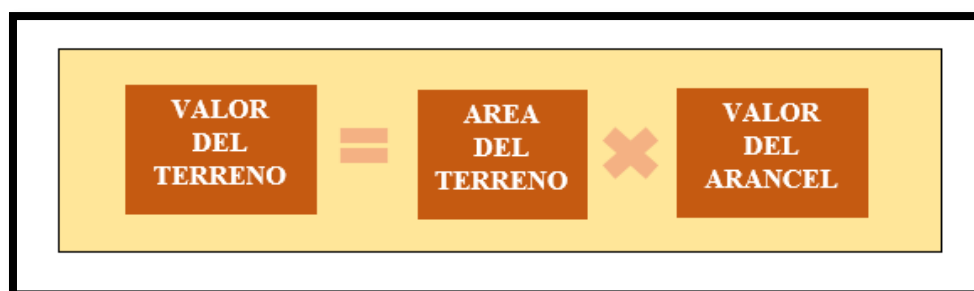 VALOR
DEL
TERRENO
=
AREA
DEL
TERRENO
×
VALOR
DEL
ARANCEL